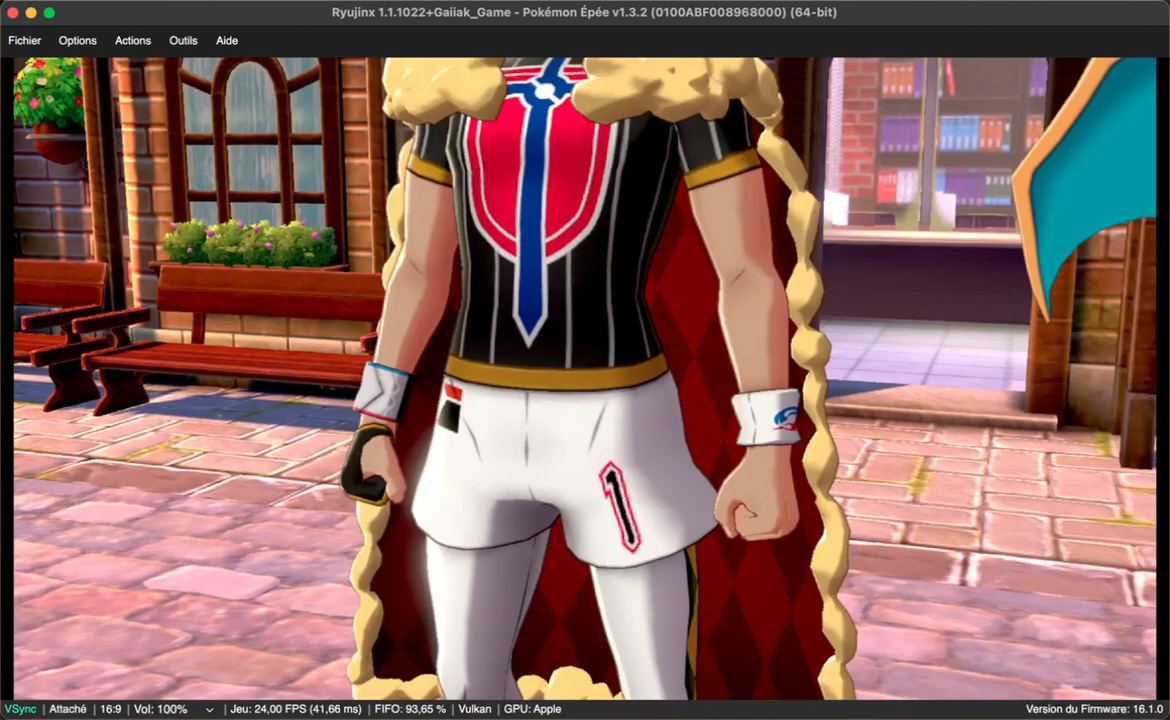 Ryujinx 1.1.1022+Gaiiak_Game - Pokémon Épée v1.3.2 (0100ABF008968000) (64-bit)
Fichier Options Actions Outils Aide
1
VSync | Attaché | 16:9 | Vol: 100% | Jeu: 24,00 FPS (41,66 ms) | FIFO: 93,65 % | Vulkan | GPU: Apple Version du Firmware: 16.1.0